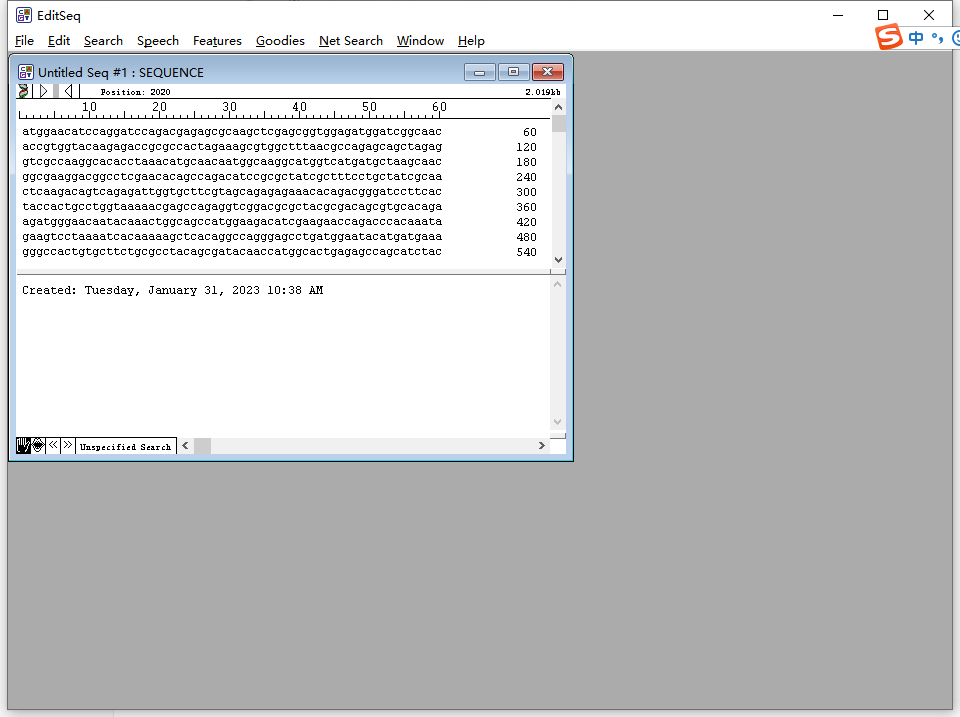 EditSeq
File Edit Search Speech Features Goodies Net Search Window Help
S 中 °,
Untitled Seq #1 : SEQUENCE
Position: 2020 2.019kb
10 20 30 40 50 60
atggaacatccaggatccagacgagagcgcaagctcgagcggtggagatggatcggcaac 60
accgtggtacaagagaccgcgccactagaaagcgtggctttaacgccagagcagctagag 120
gtcgccaaggcacacctaaacatgcaacaatggcaaggcatggtcatgatgctaagcaac 180
ggcgaaggacggcctcgaacacagccagacatccgcgctatcgctttcctgctatcgcaa 240
ctcaagacagtcagagattggtgcttcgtagcagagagaaacacagacgggatccttcac 300
taccactgcctggtaaaaacgagccagaggtcggacgcgctacgcgacagcgtgcacaga 360
agatgggaacaatacaaactggcagccatggaagacatcgaagaaccagacccacaaata 420
gaagtcctaaaatcacaaaaagctcacaggccagggagcctgatggaatacatgatgaaa 480
gggccactgtgcttctgcgcctacagcgatacaaccatggcactgagagccagcatctac 540
Created: Tuesday, January 31, 2023 10:38 AM
Unspecified Search